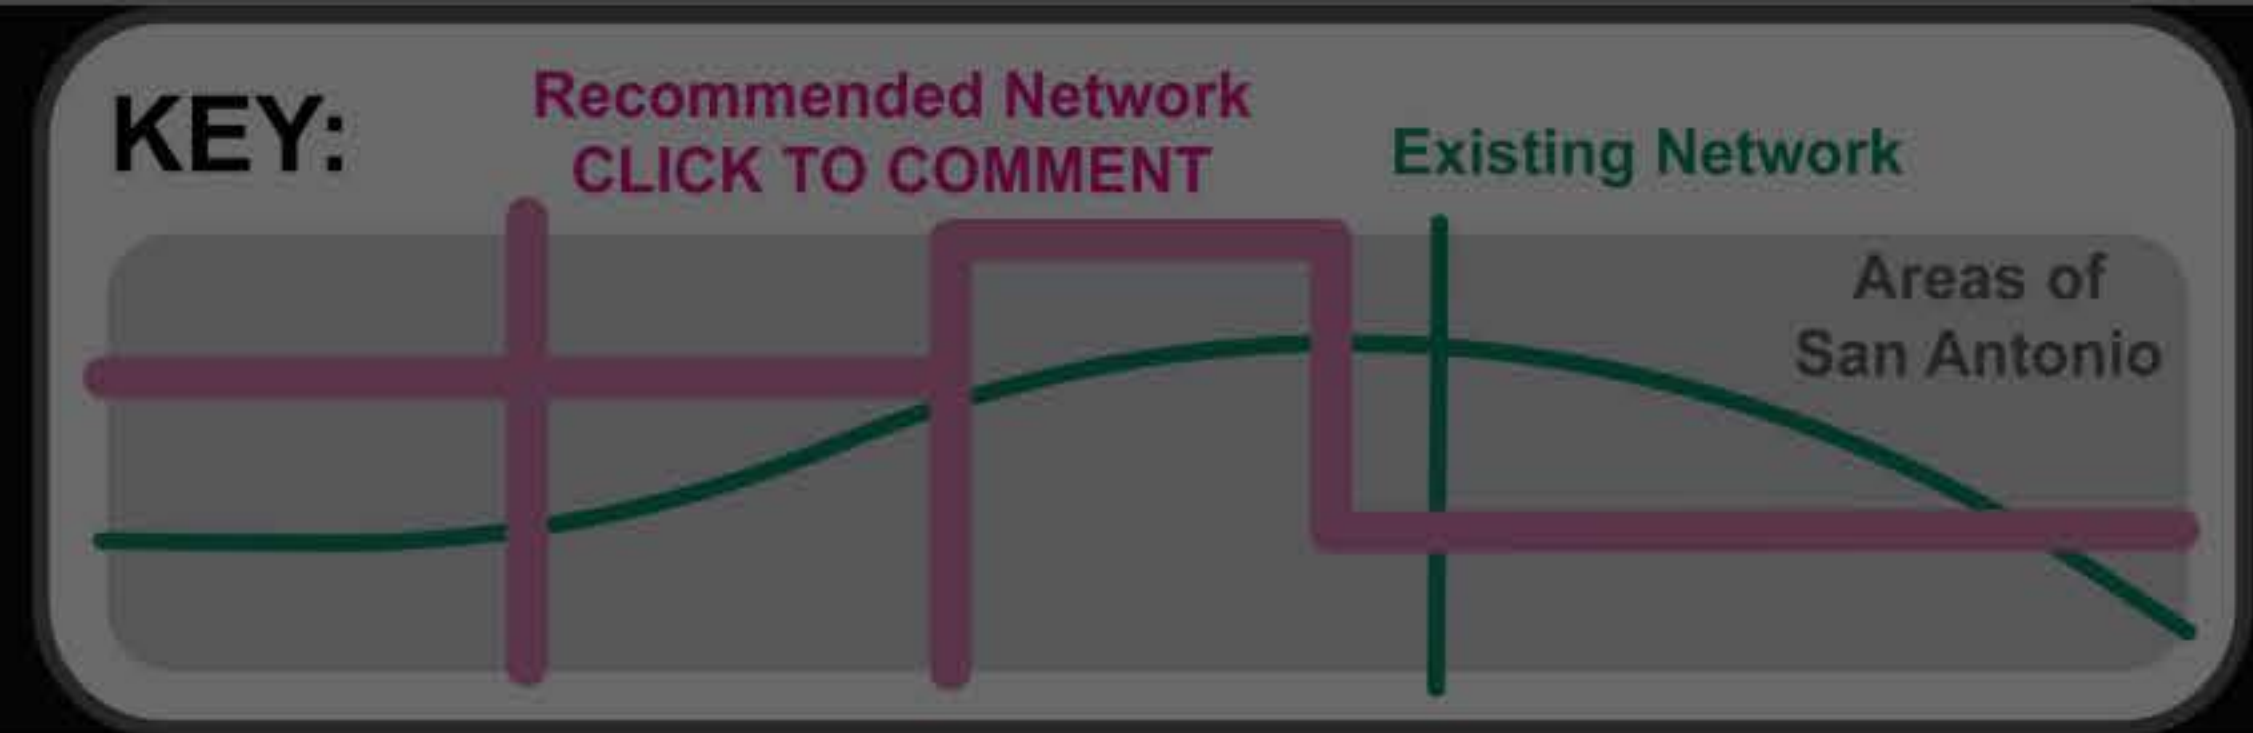 KEY:
Recommended Network
CLICK TO COMMENT
Existing Network
Areas of
San Antonio